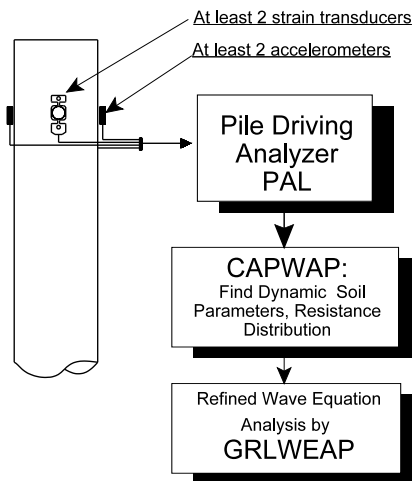 At least 2 strain transducers
At least 2 accelerometers
Pile Driving
Analyzer
PAL
CAPWAP:
Find Dynamic Soil
Parameters, Resistance
Distribution
Refined Wave Equation
Analysis by
GRLWEAP